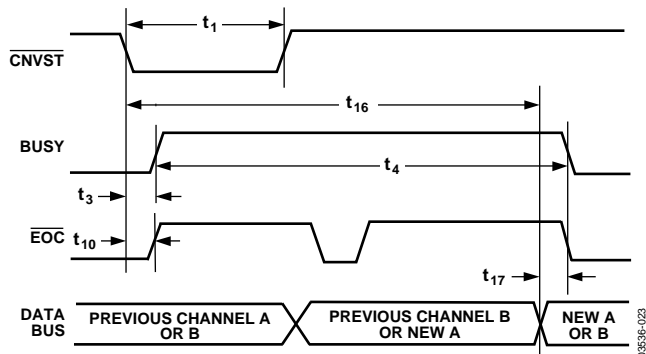 t1
CNVST
t16
BUSY
t4
t3
EOC
t10
t17
DATA BUS
PREVIOUS CHANNEL A OR B
PREVIOUS CHANNEL B OR NEW A
NEW A OR B
03536-023